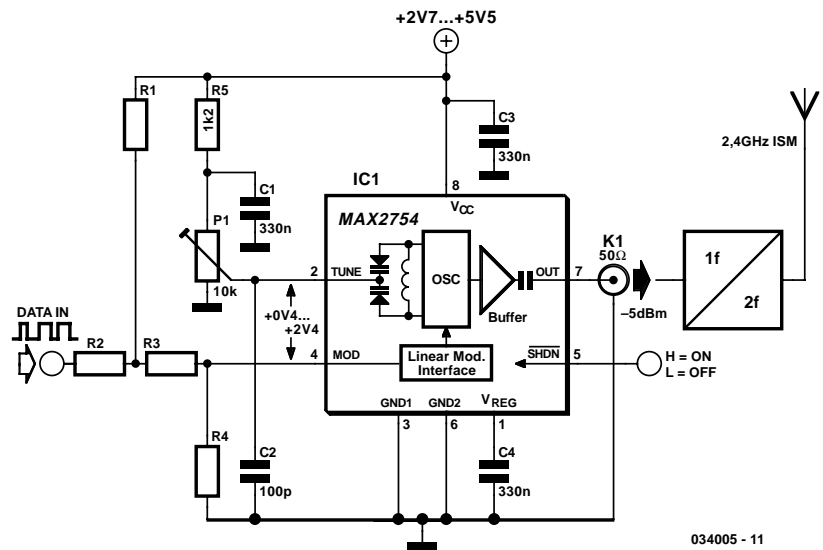 +2V7...+5V5
R1
R5
1k2
C3
330n
2,4GHz ISM
IC1
C1
330n
P1
10k
8
VCC
MAX2754
K1
50Ω
2
TUNE
OSC
OUT
7
1f
2f
–5dBm
Buffer
DATA IN
+0V4...
+2V4
R2
R3
4
MOD
Linear Mod.
Interface
SHDN
5
H = ON
L = OFF
GND1
GND2
VREG
3
6
1
R4
C2
100p
C4
330n
034005 - 11